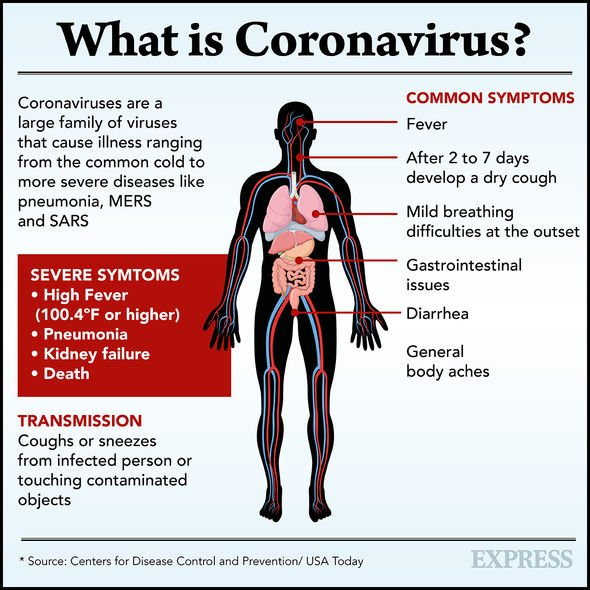 What is Coronavirus?
Coronaviruses are a
large family of viruses
that cause illness ranging
from the common cold to
more severe diseases like
pneumonia, MERS
and SARS
SEVERE SYMTOMS
• High Fever
(100.4ºF or higher)
• Pneumonia
• Kidney failure
• Death
TRANSMISSION
Coughs or sneezes
from infected person or
touching contaminated
objects
COMMON SYMPTOMS
Fever
After 2 to 7 days
develop a dry cough
Mild breathing
difficulties at the outset
Gastrointestinal
issues
Diarrhea
General
body aches
* Source: Centers for Disease Control and Prevention/ USA Today
EXPRESS